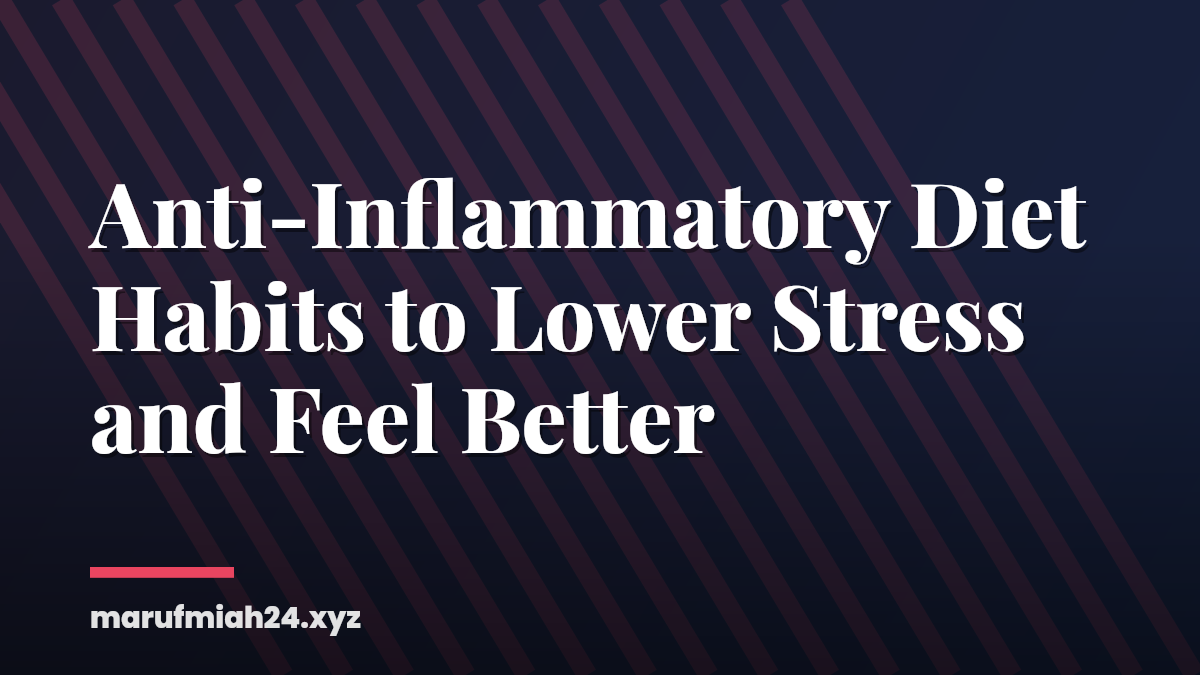 Anti-Inflammatory Diet
Habits to Lower Stress
and Feel Better
marufmiah24.xyz